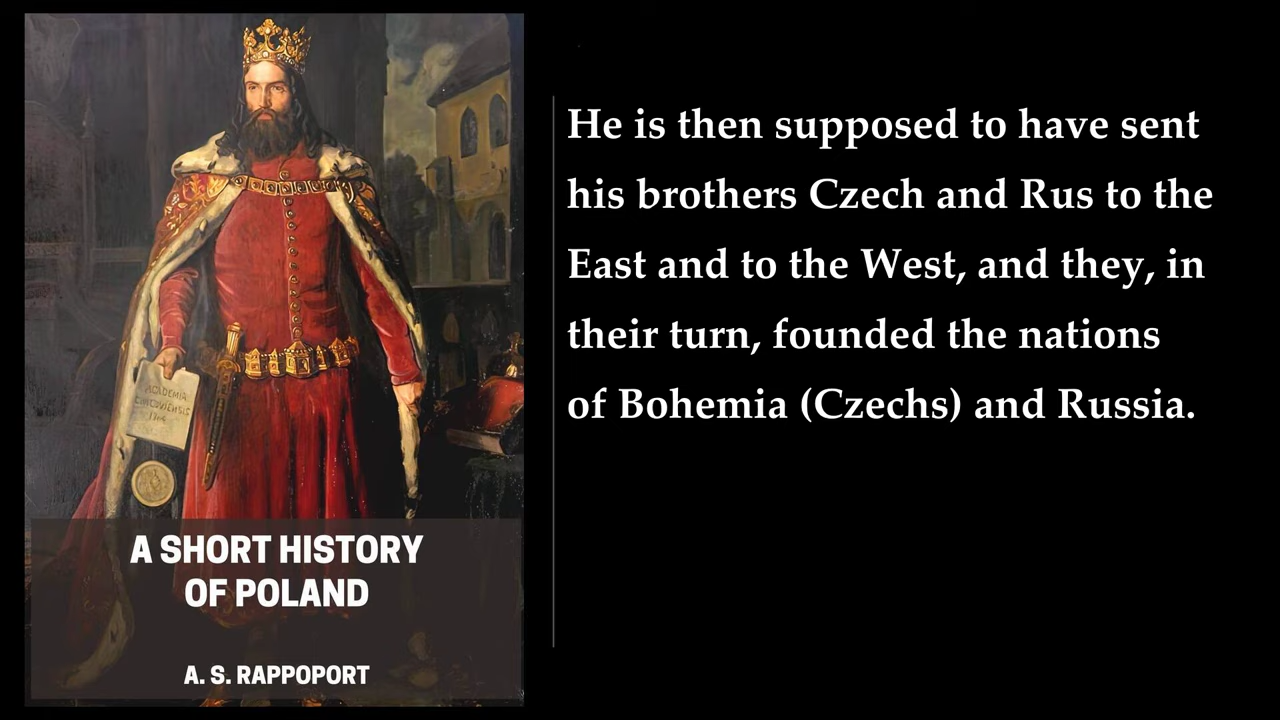 He is then supposed to have sent
his brothers Czech and Rus to the
East and to the West, and they, in
their turn, founded the nations
of Bohemia (Czechs) and Russia.
ACADEMIA
A SHORT HISTORY
OF POLAND
A. S. RAPPOPORT